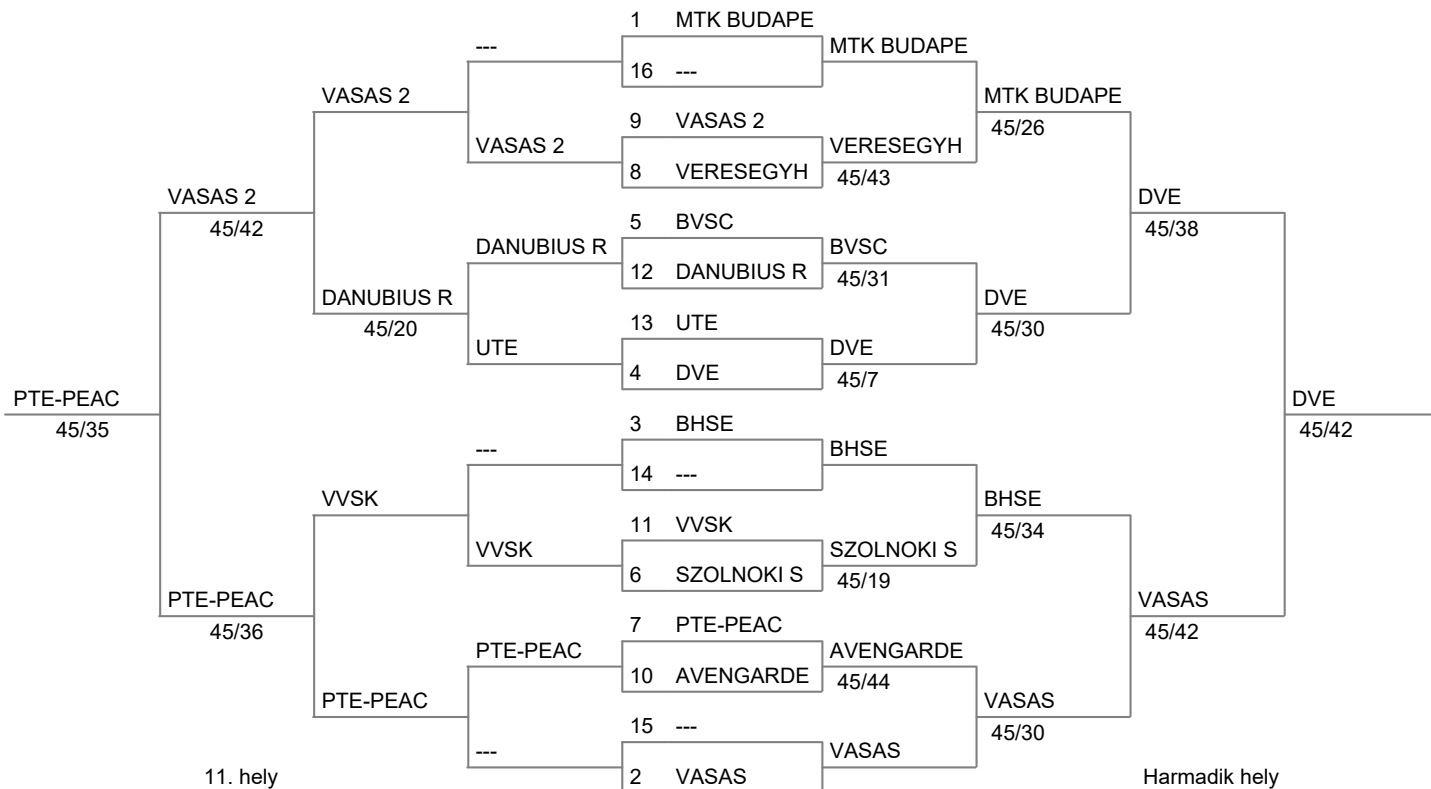 1 MTK BUDAPE
--- MTK BUDAPE
16 ---
VASAS 2 MTK BUDAPE
9 VASAS 2 45/26
VASAS 2 VERESEGYH
8 VERESEGYH 45/43
VASAS 2 DVE
45/42 5 BVSC 45/38
DANUBIUS R BVSC
12 DANUBIUS R 45/31
DANUBIUS R DVE
45/20 13 UTE 45/30
UTE DVE
4 DVE 45/7
PTE-PEAC DVE
45/35 3 BHSE 45/42
--- BHSE
14 ---
VVSK BHSE
11 VVSK 45/34
VVSK SZOLNOKI S
6 SZOLNOKI S 45/19
PTE-PEAC VASAS
45/36 7 PTE-PEAC 45/42
PTE-PEAC AVENGARDE
10 AVENGARDE 45/44
PTE-PEAC VASAS
15 --- 45/30
--- VASAS
11. hely 2 VASAS Harmadik hely